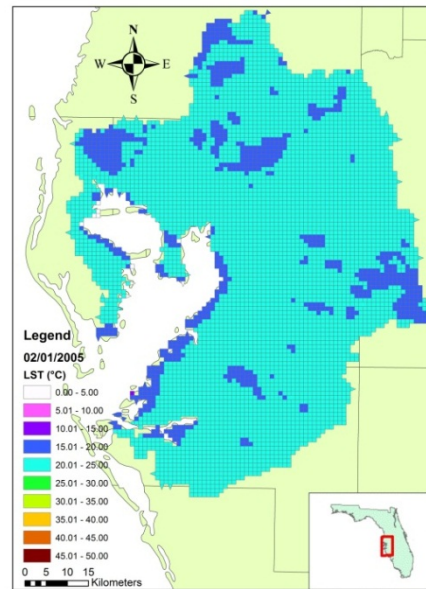 N
W E
S
Legend
02/01/2005
LST (°C)
0.00 - 5.00
5.01 - 10.00
10.01 - 15.00
15.01 - 20.00
20.01 - 25.00
25.01 - 30.00
30.01 - 35.00
35.01 - 40.00
40.01 - 45.00
45.01 - 50.00
0 5 10 15
Kilometers